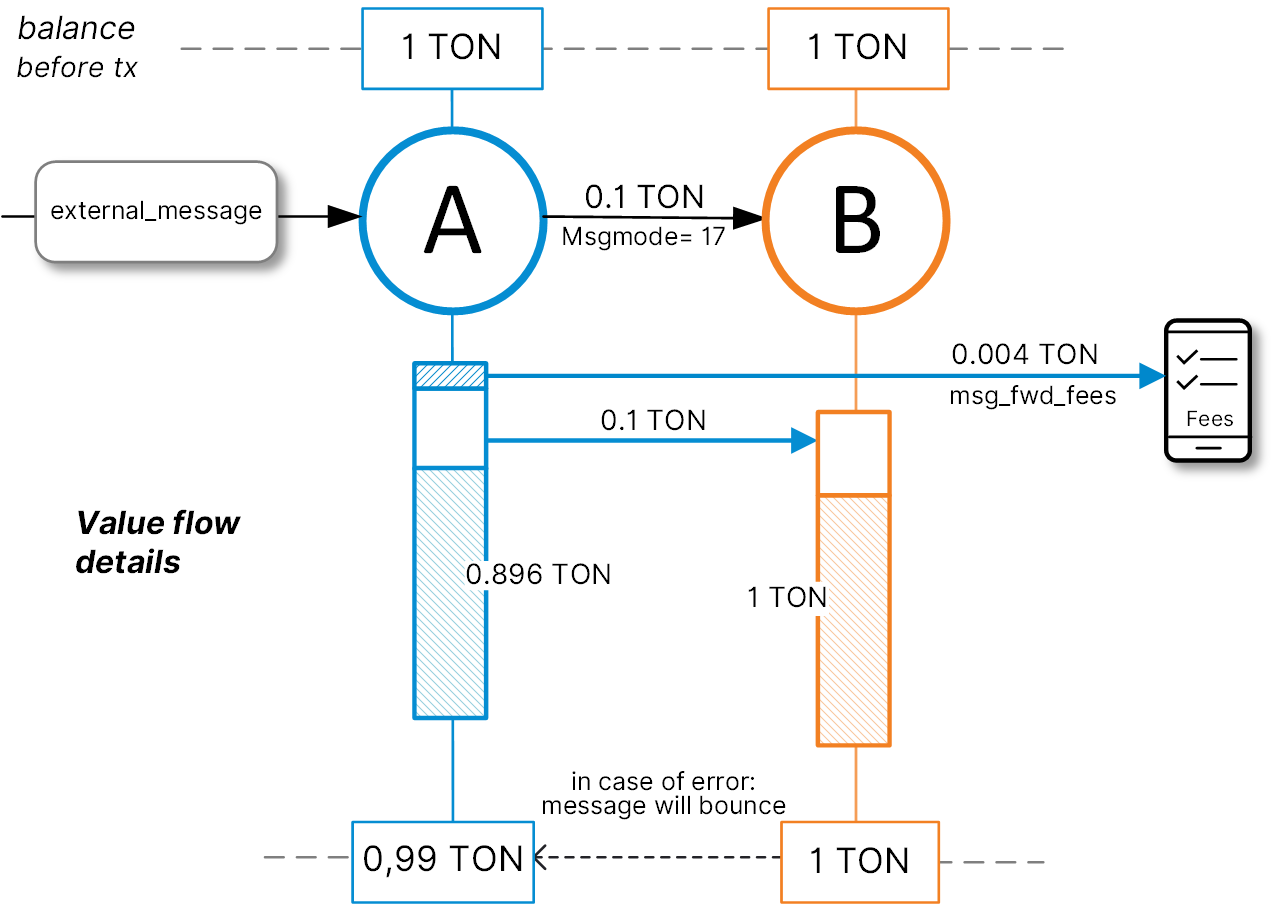 balance
before tx
1 TON
1 TON
external_message
A
0.1 TON
Msgmode= 17
B
0.004 TON
msg_fwd_fees
Fees
0.1 TON
Value flow
details
0.896 TON
1 TON
in case of error:
message will bounce
0,99 TON
1 TON